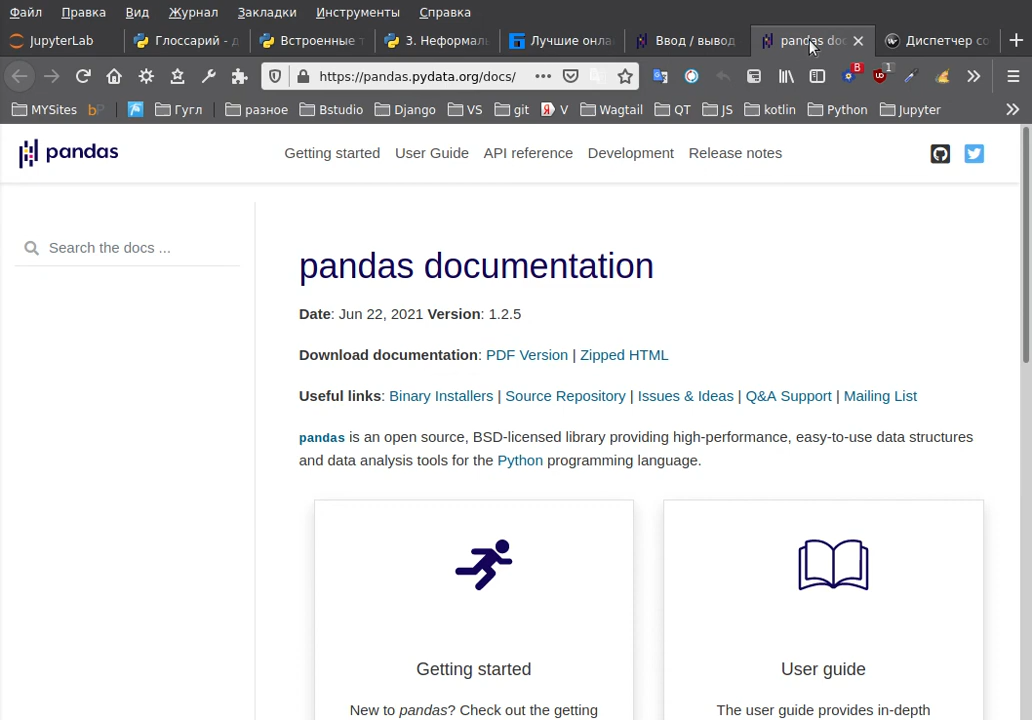 Файл Правка Вид Журнал Закладки Инструменты Справка
JupyterLab Глоссарий - Встроенные 3. Неформаль Лучшие онла Ввод / вывод pandas doc Диспетчер со
https://pandas.pydata.org/docs/ B 1
MYSites bP Гугл разное Bstudio Django VS git Я V Wagtail QT JS kotlin Python Jupyter
pandas Getting started User Guide API reference Development Release notes
Search the docs ...
pandas documentation
Date: Jun 22, 2021 Version: 1.2.5
Download documentation: PDF Version | Zipped HTML
Useful links: Binary Installers | Source Repository | Issues & Ideas | Q&A Support | Mailing List
pandas is an open source, BSD-licensed library providing high-performance, easy-to-use data structures
and data analysis tools for the Python programming language.
Getting started
New to pandas? Check out the getting
User guide
The user guide provides in-depth